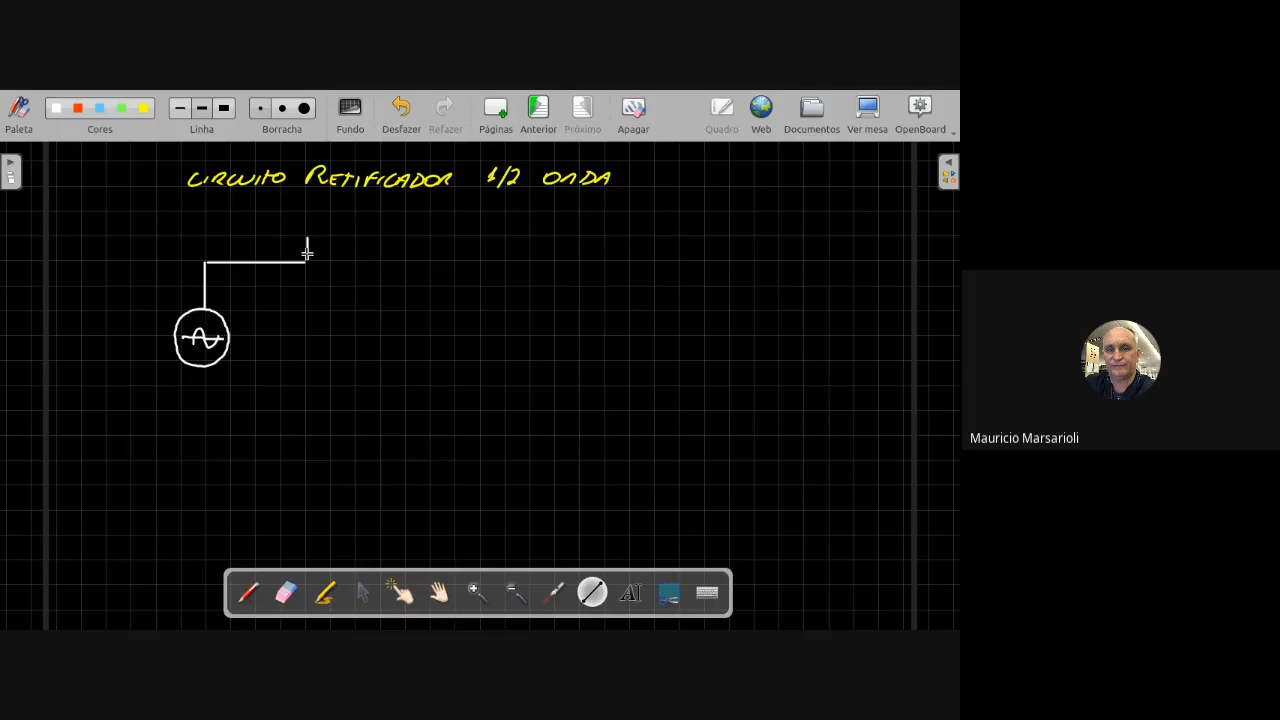 Paleta Cores Linha Borracha Fundo Desfazer Refazer Páginas Anterior Próximo Apagar Quadro Web Documentos Ver mesa OpenBoard
CIRCUITO RETIFICADOR 1/2 ONDA
Mauricio Marsarioli
AI